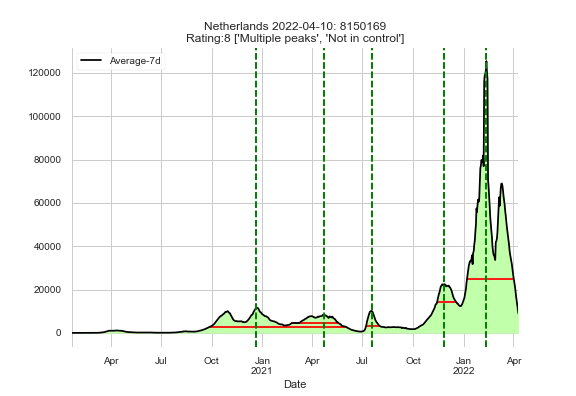 Netherlands 2022-04-10: 8150169
Rating:8 ['Multiple peaks', 'Not in control']
Average-7d
120000
100000
80000
60000
40000
20000
0
Apr Jul Oct Jan Apr Jul Oct Jan Apr
2021 2022
Date